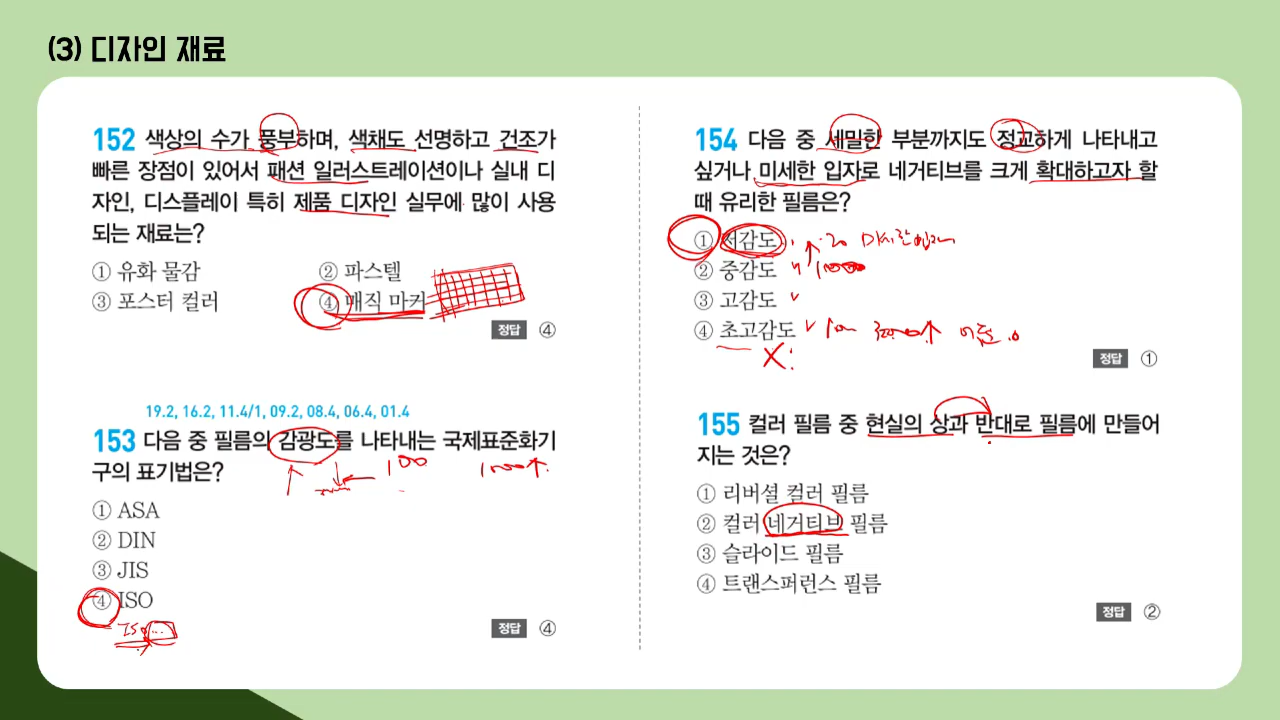 (3) 디자인 재료
152 색상의 수가 풍부하며, 색채도 선명하고 건조가
빠른 장점이 있어서 패션 일러스트레이션이나 실내 디
자인, 디스플레이 특히 제품 디자인 실무에 많이 사용
되는 재료는?
① 유화 물감 ② 파스텔
③ 포스터 컬러 ④ 매직 마커
정답 ④
19.2, 16.2, 11.4/1, 09.2, 08.4, 06.4, 01.4
153 다음 중 필름의 감광도를 나타내는 국제표준화기
구의 표기법은?
100
① ASA
② DIN
③ JIS
④ ISO
정답 ④
154 다음 중 세밀한 부분까지도 정교하게 나타내고
싶거나 미세한 입자로 네거티브를 크게 확대하고자 할
때 유리한 필름은?
① 저감도
② 중감도
③ 고감도
④ 초고감도
정답 ①
155 컬러 필름 중 현실의 상과 반대로 필름에 만들어
지는 것은?
① 리버셜 컬러 필름
② 컬러 네거티브 필름
③ 슬라이드 필름
④ 트랜스퍼런스 필름
정답 ②